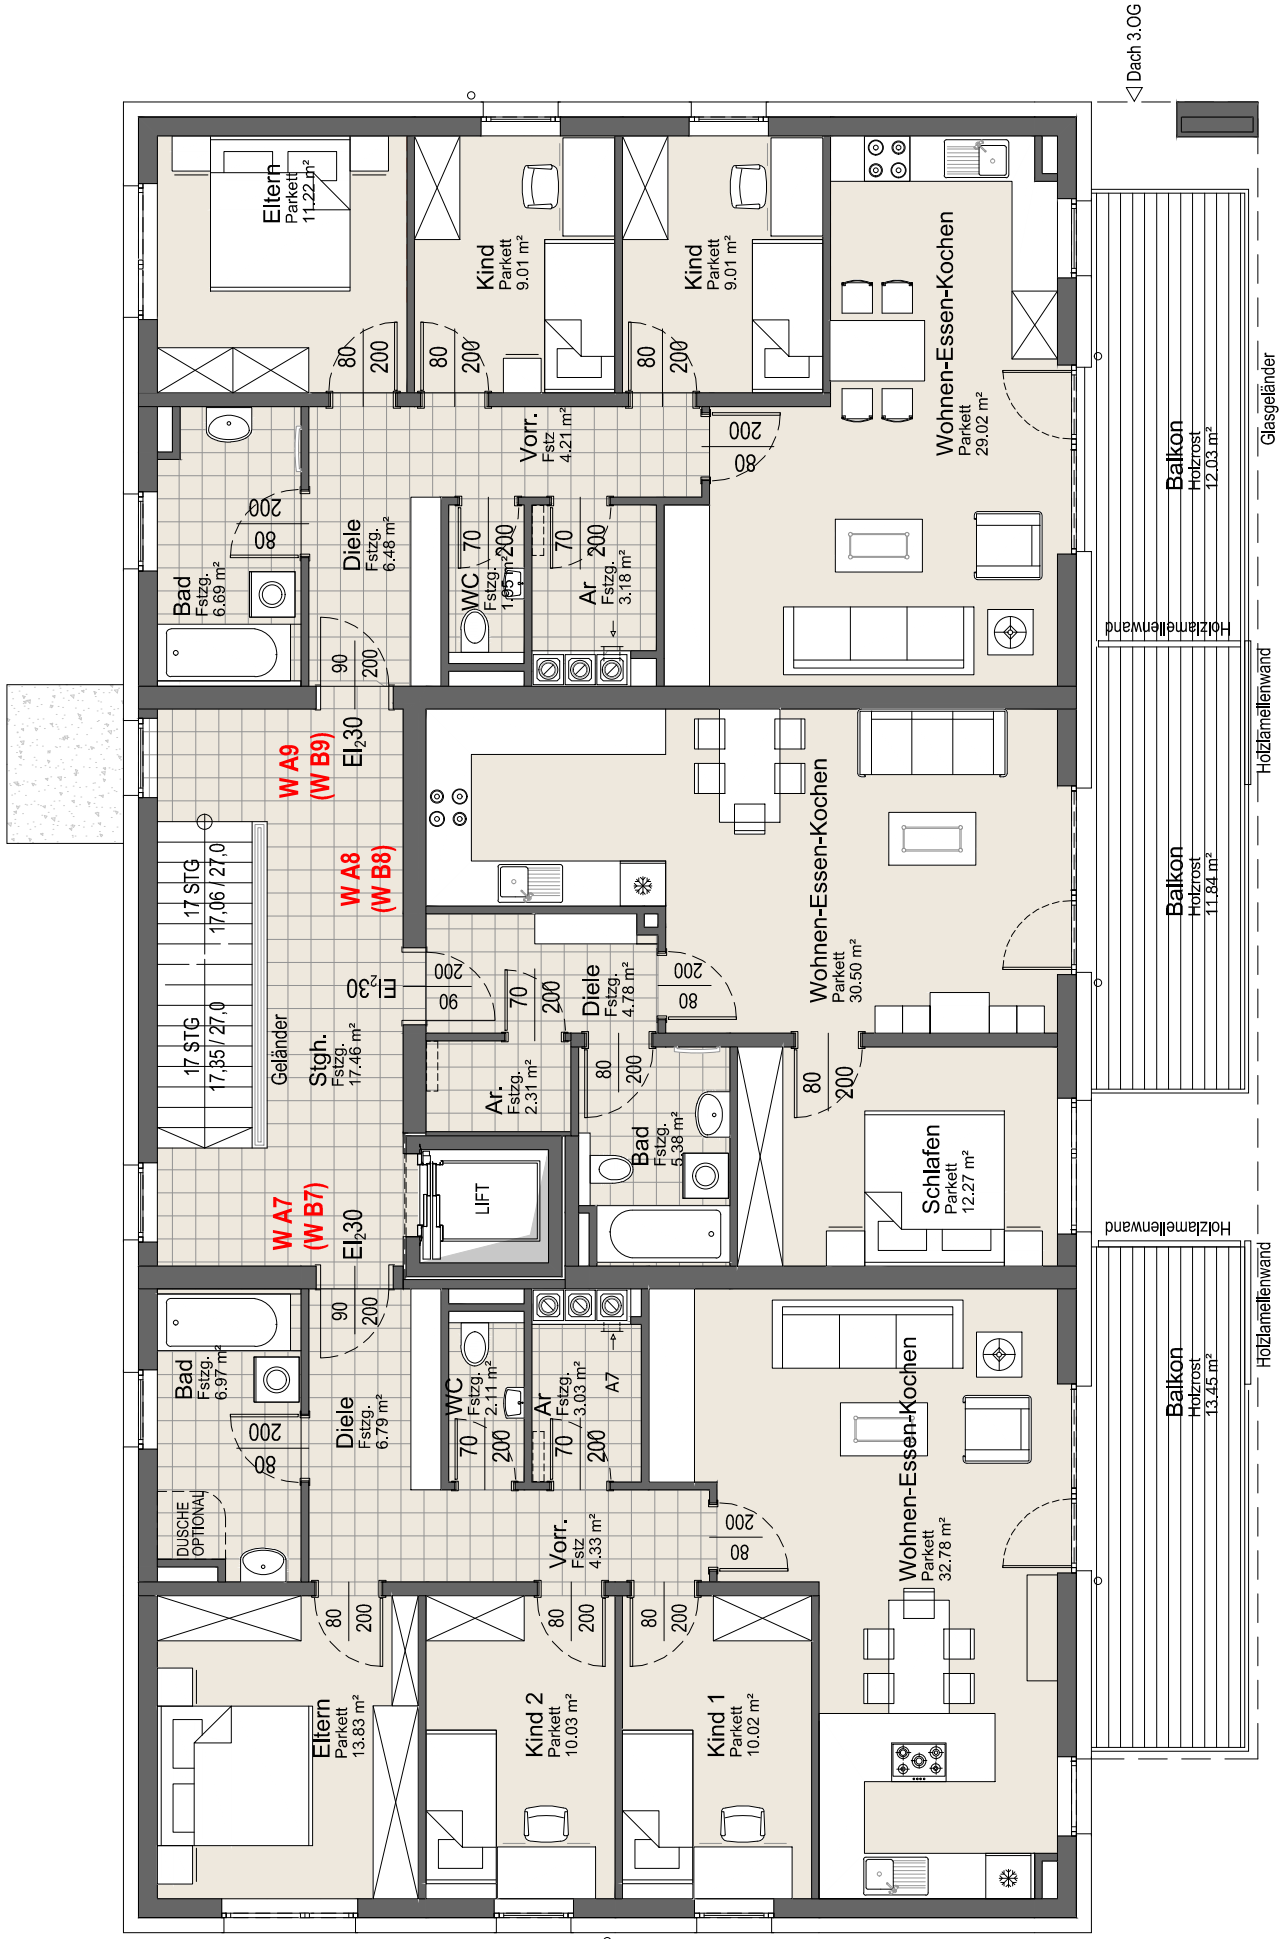 Dach 3.OG
Eltern
Parkett
11.22 m²
Kind
Parkett
9.01 m²
Kind
Parkett
9.01 m²
80
200
80
200
80
200
Wohnen-Essen-Kochen
Parkett
29.02 m²
Glasgeländer
Balkon
Holzrost
12.03 m²
Vorr.
Fstz
4.21 m²
200
80
Bad
Fstzg.
6.69 m²
200
80
Diele
Fstzg.
6.48 m²
WC
Fstzg.
1.95 m²
70
200
Ar
Fstzg.
3.18 m²
70
200
90
200
EI₂30
W A9
(W B9)
Holzlamellenwand
Holzlamellenwand
17 STG
17,06 / 27,0
W A8
(W B8)
Wohnen-Essen-Kochen
Parkett
30.50 m²
Balkon
Holzrost
11.84 m²
EI₂30
200
90
70
200
Diele
Fstzg.
4.78 m²
200
80
17 STG
17,35 / 27,0
Geländer
Stgh.
Fstzg.
17.46 m²
Ar.
Fstzg.
2.31 m²
80
200
Bad
Fstzg.
5.38 m²
80
200
Schlafen
Parkett
12.27 m²
LIFT
W A7
(W B7)
EI₂30
Holzlamellenwand
Holzlamellenwand
90
200
Bad
Fstzg.
6.97 m²
200
80
DUSCHE
OPTIONAL
Diele
Fstzg.
6.79 m²
WC
Fstzg.
2.11 m²
70
200
Ar
Fstzg.
3.03 m²
A7
70
200
Wohnen-Essen-Kochen
Parkett
32.78 m²
Balkon
Holzrost
13.45 m²
Vorr.
Fstz
4.33 m²
200
80
80
200
80
200
80
200
Eltern
Parkett
13.83 m²
Kind 2
Parkett
10.03 m²
Kind 1
Parkett
10.02 m²